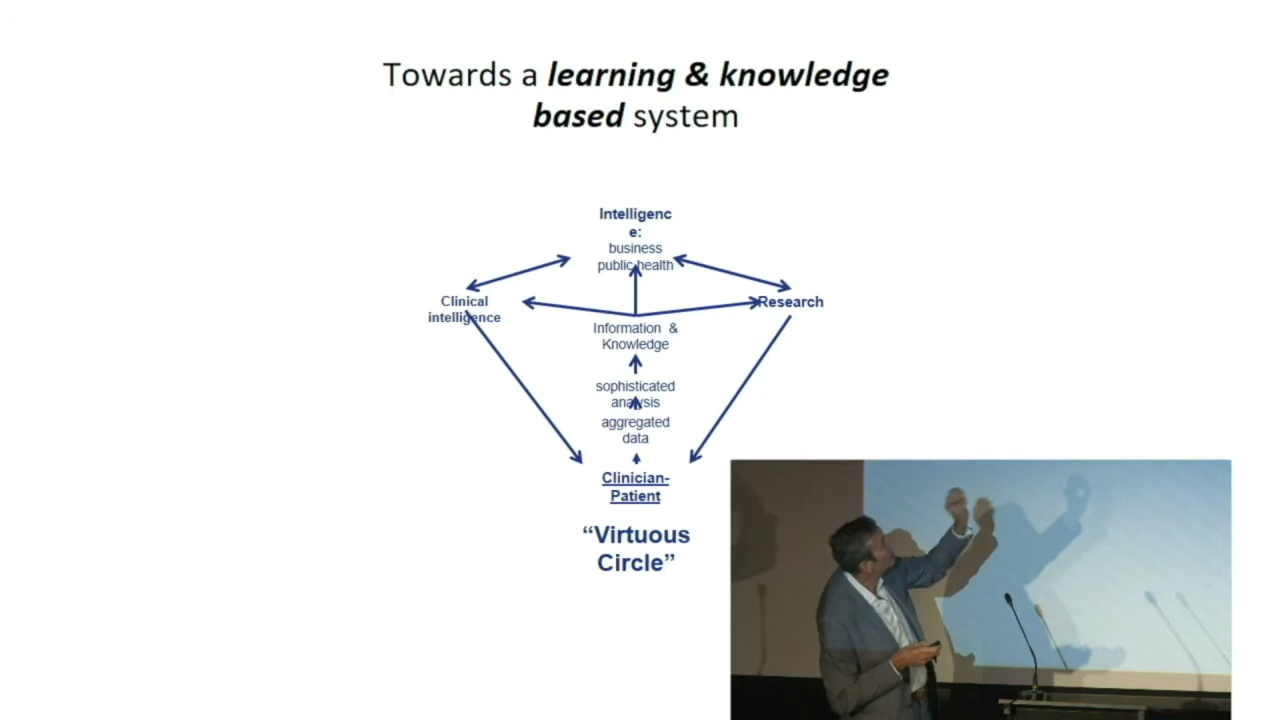 Towards a learning & knowledge
based system
Intelligenc
e:
business
public health
Clinical
intelligence
Research
Information &
Knowledge
sophisticated
analysis
aggregated
data
Clinician-
Patient
“Virtuous
Circle”